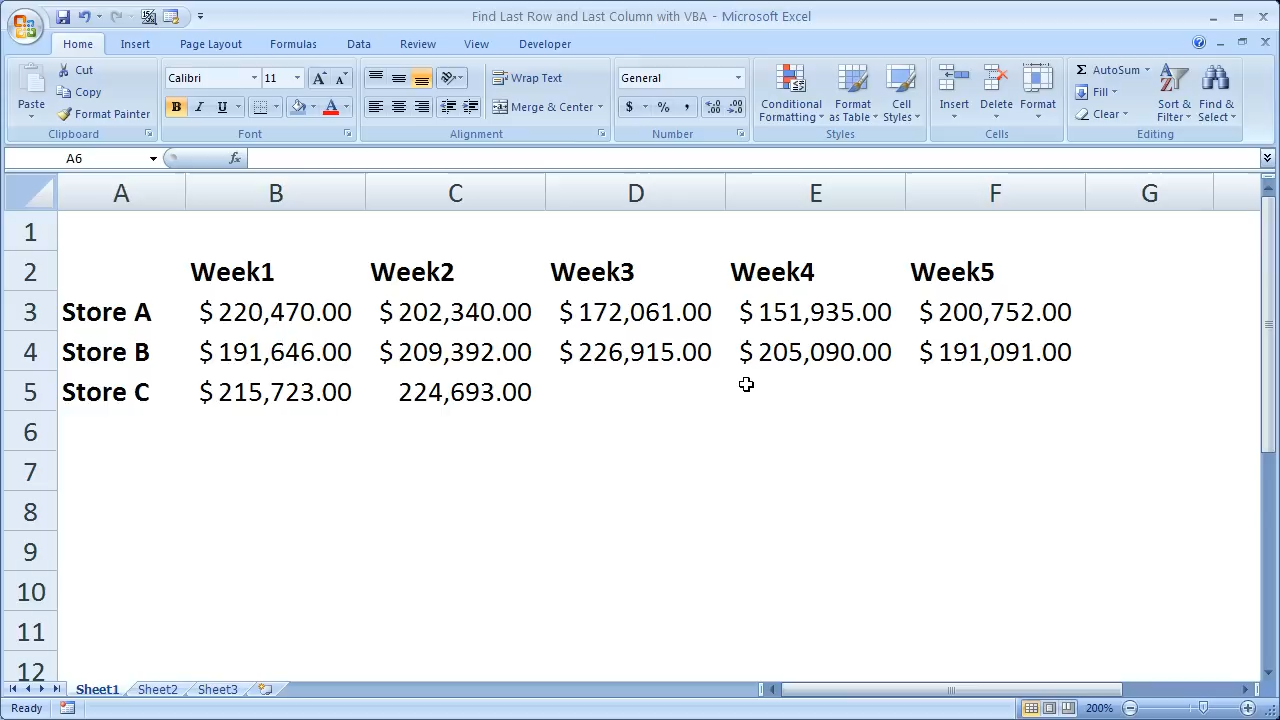 Find Last Row and Last Column with VBA - Microsoft Excel
Home Insert Page Layout Formulas Data Review View Developer
Paste
Cut
Copy
Format Painter
Clipboard
Calibri 11
B I U
Font
Wrap Text
Merge & Center
Alignment
General
$ % ,
Number
Conditional Formatting
Format as Table
Cell Styles
Styles
Insert Delete Format
Cells
Σ AutoSum
Fill
Clear
Sort & Filter
Find & Select
Editing
A6 fx
A B C D E F G
1
2 Week1 Week2 Week3 Week4 Week5
3 Store A $ 220,470.00 $ 202,340.00 $ 172,061.00 $ 151,935.00 $ 200,752.00
4 Store B $ 191,646.00 $ 209,392.00 $ 226,915.00 $ 205,090.00 $ 191,091.00
5 Store C $ 215,723.00 224,693.00
6
7
8
9
10
11
12
Sheet1 Sheet2 Sheet3
Ready 200%